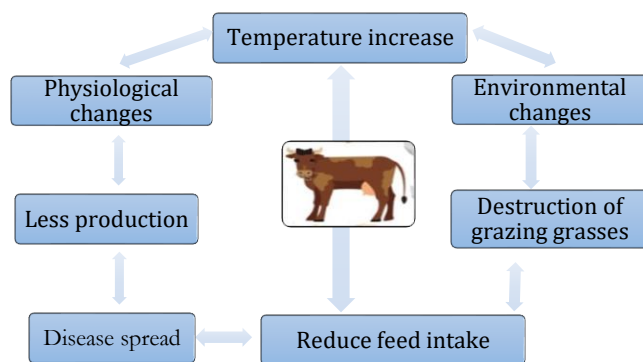 Temperature increase
Physiological
changes
Environmental
changes
Less production
Destruction of
grazing grasses
Disease spread
Reduce feed intake